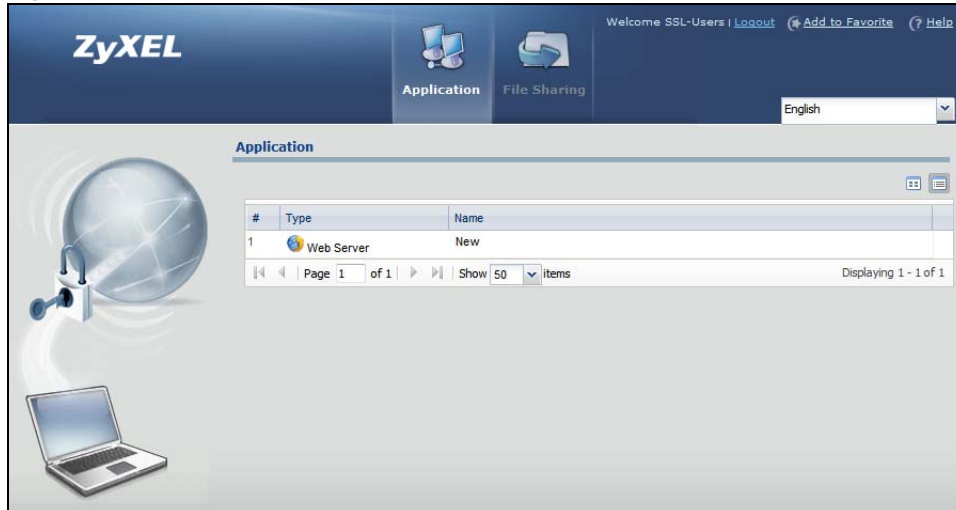 ZyXEL
Welcome SSL-Users | Logout Add to Favorite ? Help
Application File Sharing
English
Application
# Type Name
1 Web Server New
Page 1 of 1 Show 50 items Displaying 1 - 1 of 1